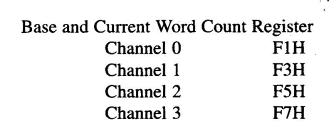 Base and Current Word Count Register
Channel 0 F1H
Channel 1 F3H
Channel 2 F5H
Channel 3 F7H